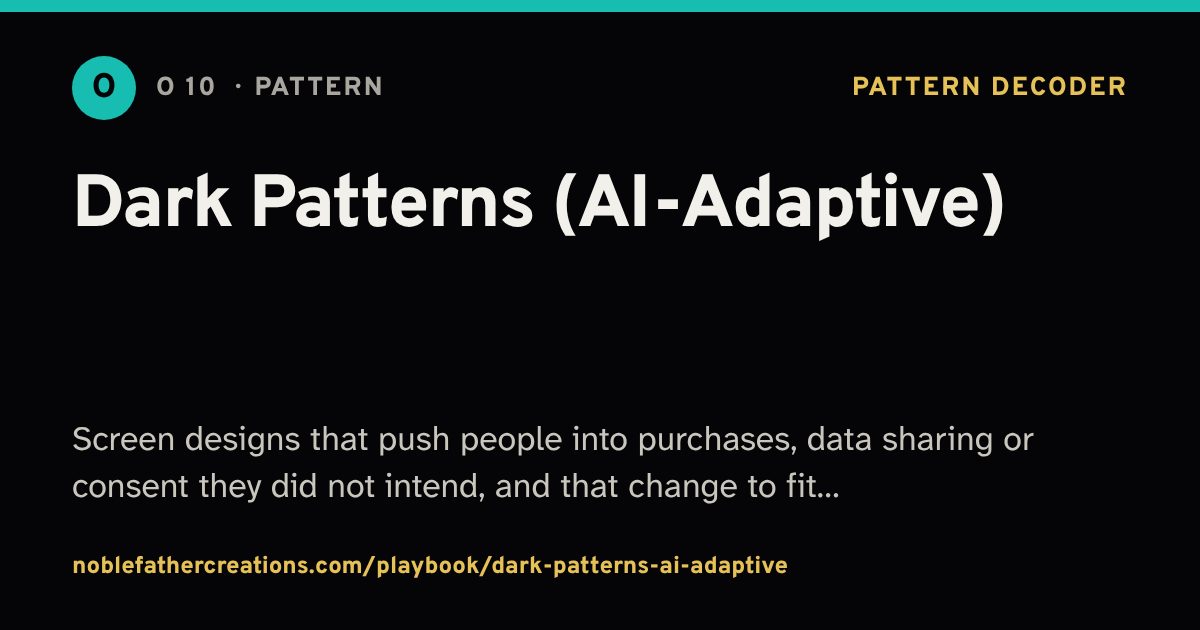 O
O 10 · PATTERN
PATTERN DECODER
Dark Patterns (AI-Adaptive)
Screen designs that push people into purchases, data sharing or
consent they did not intend, and that change to fit...
noblefathercreations.com/playbook/dark-patterns-ai-adaptive